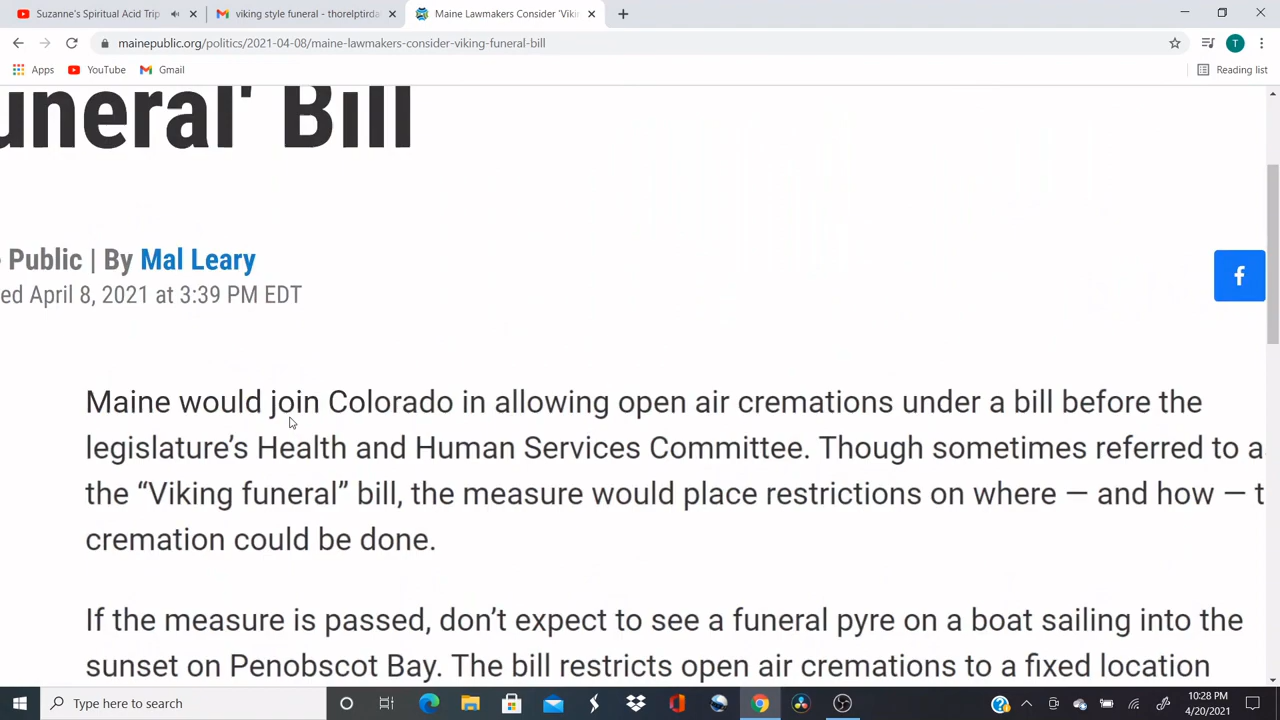 Suzanne's Spiritual Acid Trip
viking style funeral - thorelptirda
Maine Lawmakers Consider 'Viki
mainepublic.org/politics/2021-04-08/maine-lawmakers-consider-viking-funeral-bill
T
Apps YouTube Gmail Reading list
uneral' Bill
Public | By Mal Leary
ed April 8, 2021 at 3:39 PM EDT
f
Maine would join Colorado in allowing open air cremations under a bill before the
legislature’s Health and Human Services Committee. Though sometimes referred to a
the “Viking funeral” bill, the measure would place restrictions on where — and how — t
cremation could be done.
If the measure is passed, don’t expect to see a funeral pyre on a boat sailing into the
sunset on Penobscot Bay. The bill restricts open air cremations to a fixed location
Type here to search
10:28 PM
4/20/2021